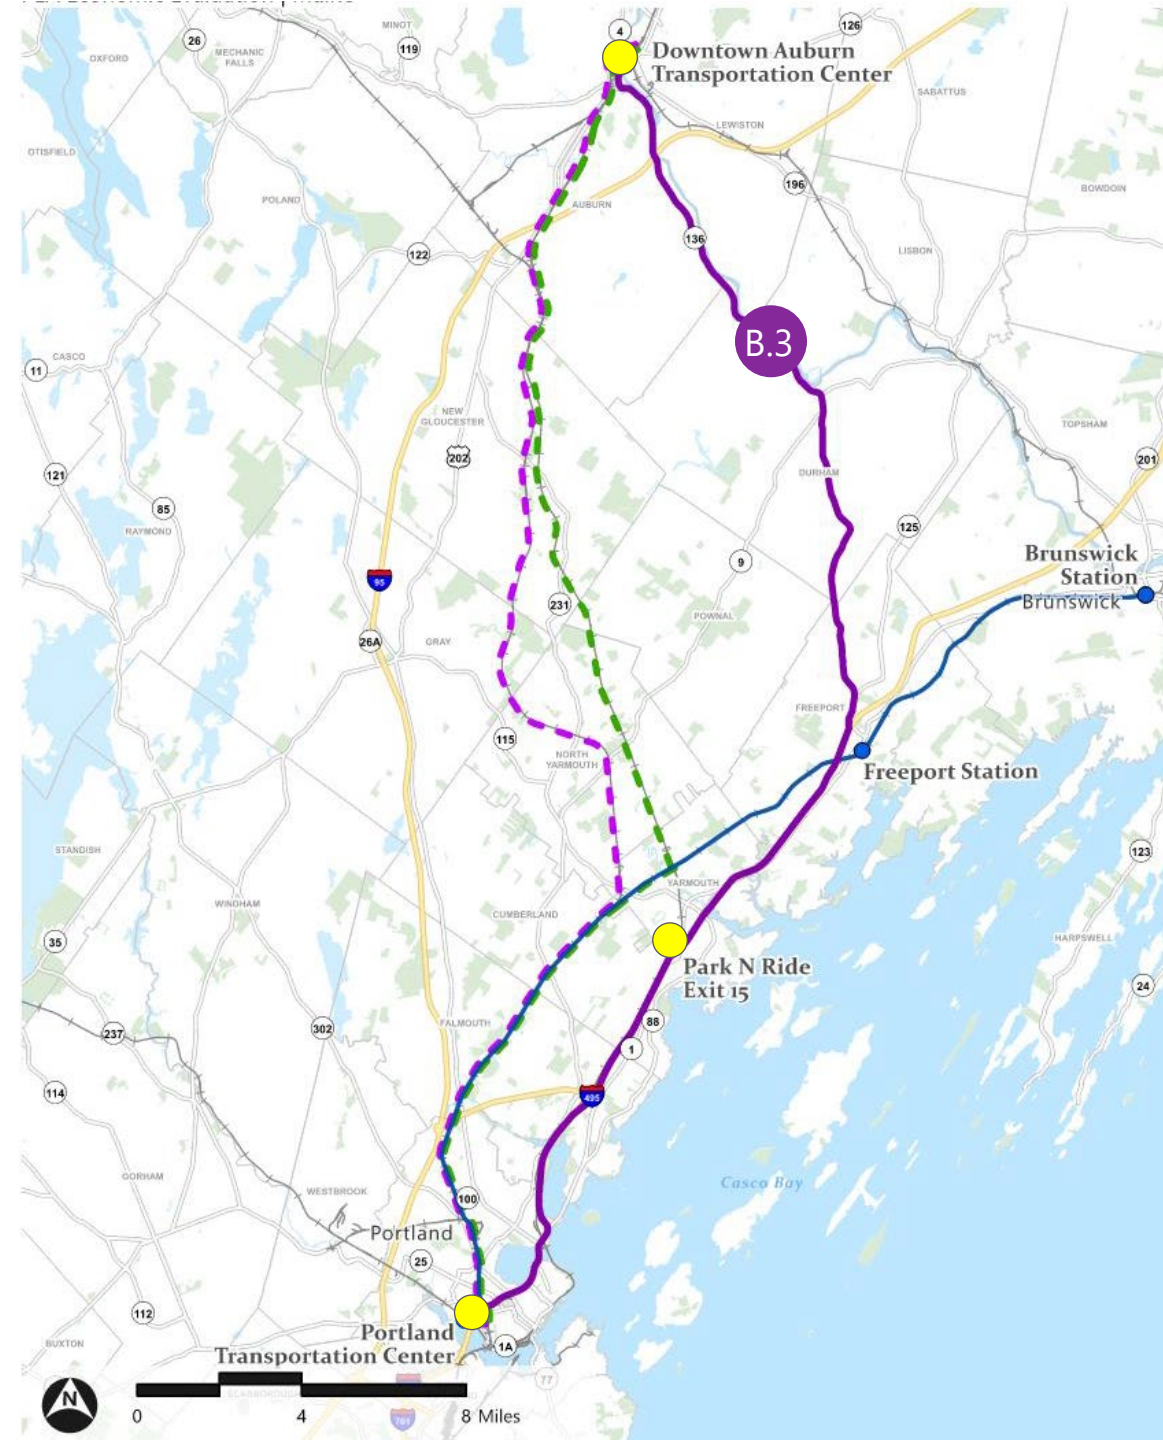 MINOT
4
126
26
119
OXFORD
MECHANIC
FALLS
Downtown Auburn
Transportation Center
2
SABATTUS
LEWISTON
OTISFIELD
196
BOWDOIN
POLAND
AUBURN
136
122
LISBON
B.3
CASCO
11
NEW
GLOUCESTER
TOPSHAM
202
201
121
DURHAM
85
125
RAYMOND
Brunswick
Station
9
95
Brunswick
231
POWNAL
26A
GRAY
FREEPORT
115
NORTH
YARMOUTH
Freeport Station
STANDISH
123
YARMOUTH
WINDHAM
CUMBERLAND
35
HARPSWELL
Park N Ride
Exit 15
24
88
FALMOUTH
237
302
1
114
495
GORHAM
Casco Bay
WESTBROOK
100
Portland
25
112
Portland
Transportation Center
BUXTON
1A
77
SCARBOROUGH
N
0 4 8 Miles